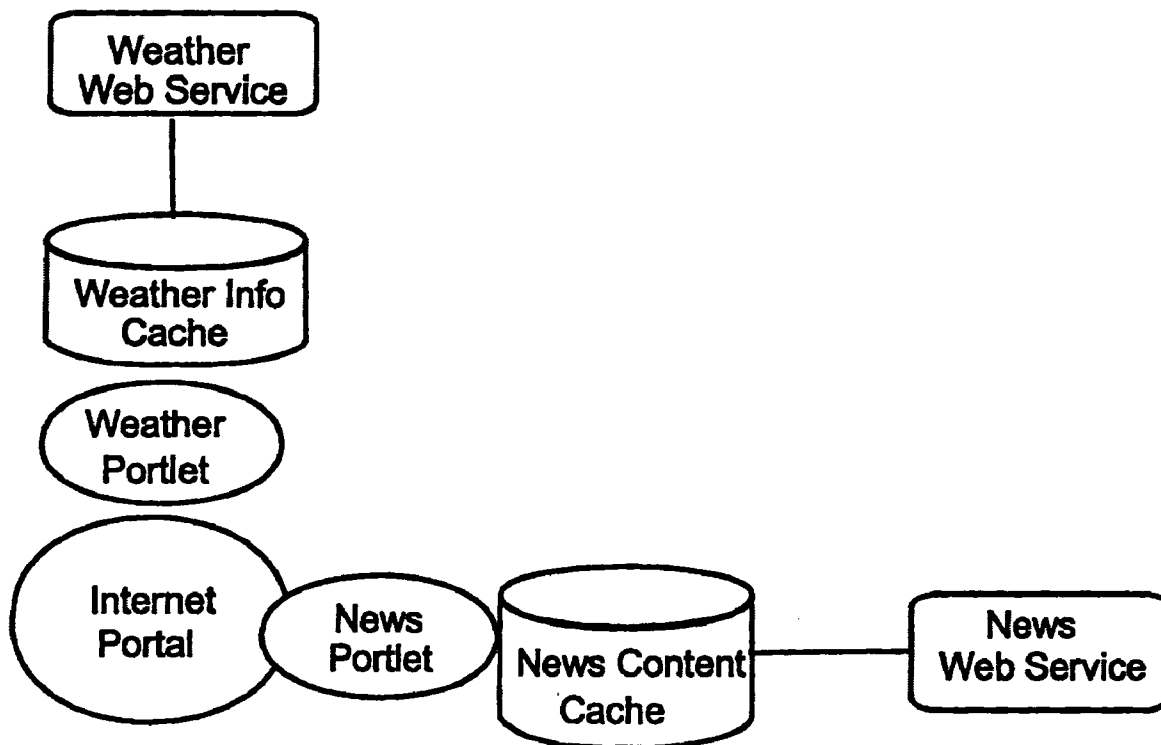 Weather
Web Service
Weather Info
Cache
Weather
Portlet
Internet
Portal
News
Portlet
News Content
Cache
News
Web Service